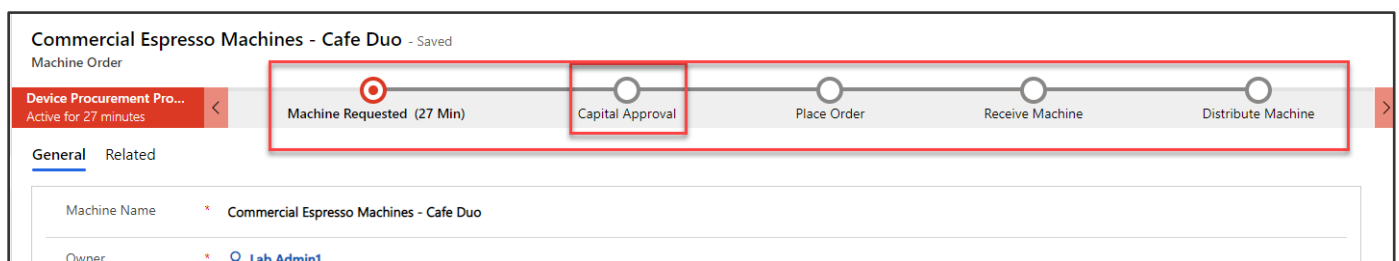 Commercial Espresso Machines - Cafe Duo - Saved
Machine Order
Device Procurement Pro...
Active for 27 minutes
Machine Requested (27 Min)
Capital Approval
Place Order
Receive Machine
Distribute Machine
General Related
Machine Name * Commercial Espresso Machines - Cafe Duo
Owner * Lab Admin1